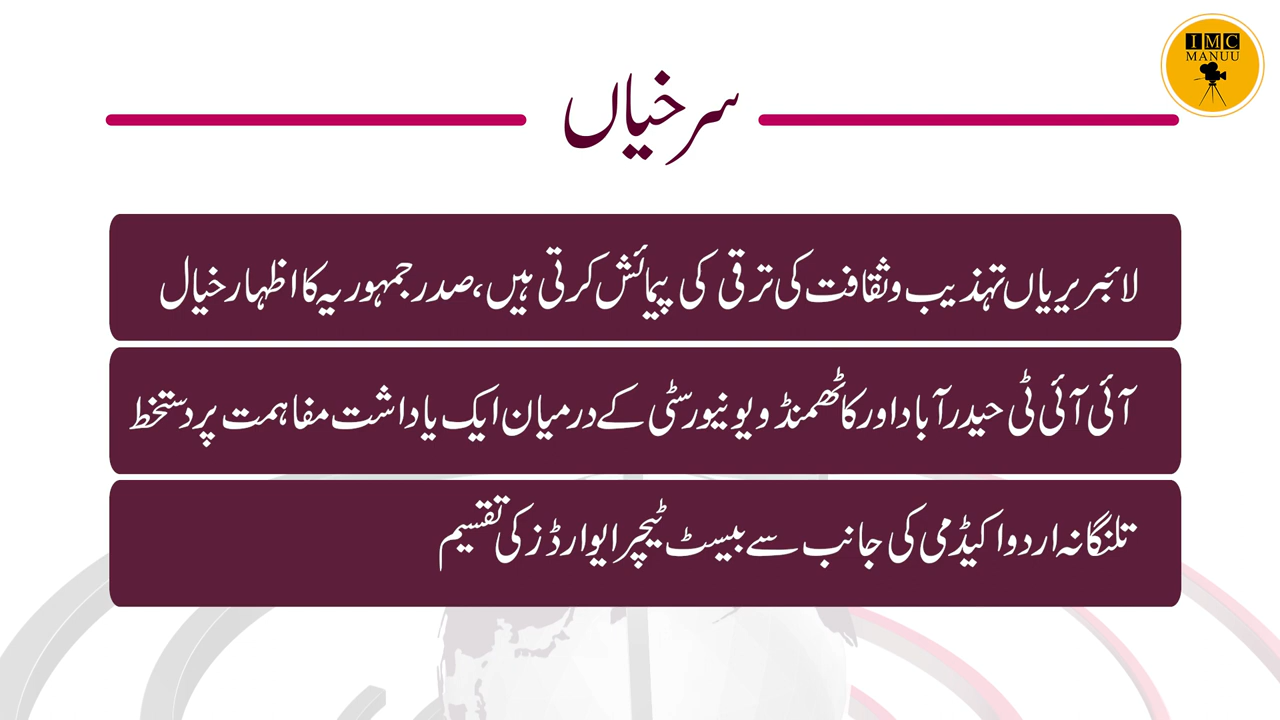 IMC
MANUU
سرخیاں
لائبریریاں تہذیب و ثقافت کی ترقی کی پیمائش کرتی ہیں، صدر جمہوریہ کا اظہار خیال
آئی آئی ٹی حیدرآباد اور کاٹھمنڈو یونیورسٹی کے درمیان ایک یادداشت مفاہمت پر دستخط
تلنگانہ اردو اکیڈمی کی جانب سے بیسٹ ٹیچر ایوارڈز کی تقسیم